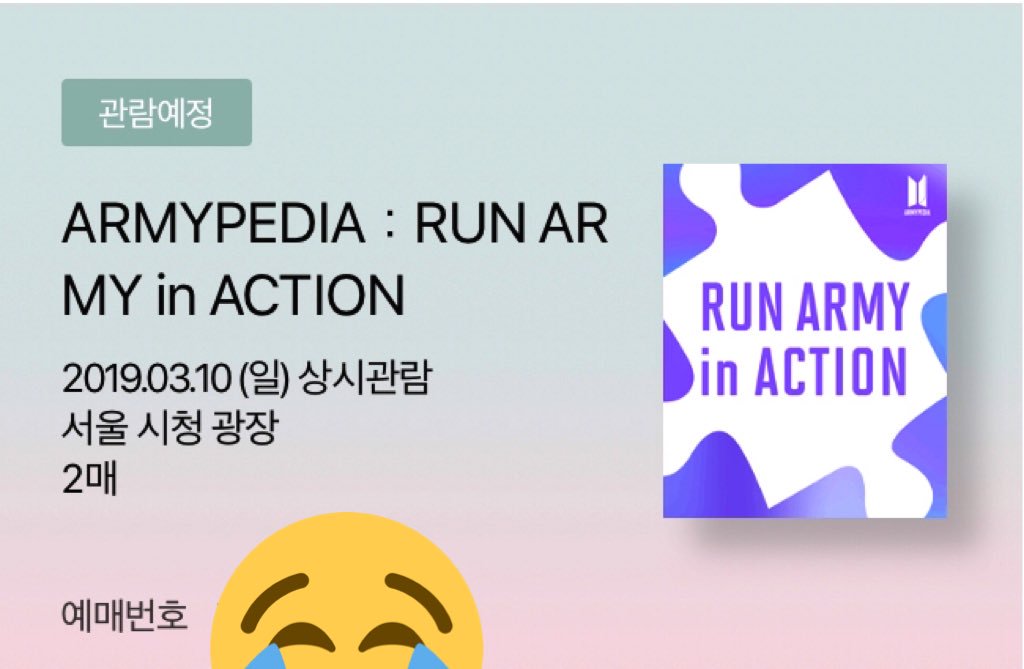 관람예정
ARMYPEDIA : RUN AR
MY in ACTION
2019.03.10 (일) 상시관람
서울 시청 광장
2매
예매번호
ARMYPEDIA
RUN ARMY
in ACTION